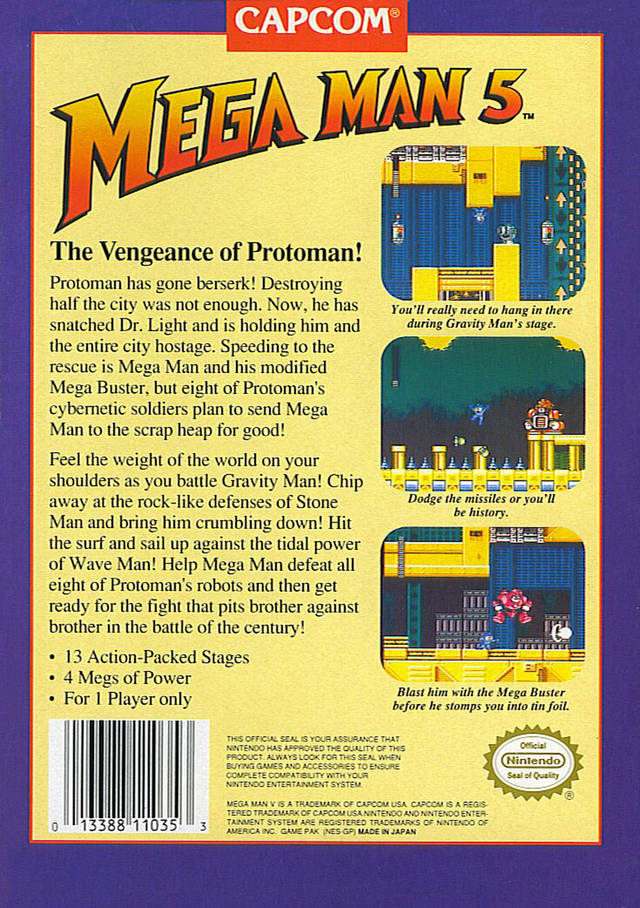 CAPCOM®
MEGA MAN 5™
The Vengeance of Protoman!
Protoman has gone berserk! Destroying
half the city was not enough. Now, he has
snatched Dr. Light and is holding him and
the entire city hostage. Speeding to the
rescue is Mega Man and his modified
Mega Buster, but eight of Protoman's
cybernetic soldiers plan to send Mega
Man to the scrap heap for good!
Feel the weight of the world on your
shoulders as you battle Gravity Man! Chip
away at the rock-like defenses of Stone
Man and bring him crumbling down! Hit
the surf and sail up against the tidal power
of Wave Man! Help Mega Man defeat all
eight of Protoman's robots and then get
ready for the fight that pits brother against
brother in the battle of the century!
• 13 Action-Packed Stages
• 4 Megs of Power
• For 1 Player only
You'll really need to hang in there
during Gravity Man's stage.
Dodge the missiles or you'll
be history.
Blast him with the Mega Buster
before he stomps you into tin foil.
0 13388 11035 3
THIS OFFICIAL SEAL IS YOUR ASSURANCE THAT
NINTENDO HAS APPROVED THE QUALITY OF THIS
PRODUCT. ALWAYS LOOK FOR THIS SEAL WHEN
BUYING GAMES AND ACCESSORIES TO ENSURE
COMPLETE COMPATIBILITY WITH YOUR
NINTENDO ENTERTAINMENT SYSTEM.
MEGA MAN V IS A TRADEMARK OF CAPCOM USA. CAPCOM IS A REGIS-
TERED TRADEMARK OF CAPCOM USA.NINTENDO AND NINTENDO ENTER-
TAINMENT SYSTEM ARE REGISTERED TRADEMARKS OF NINTENDO OF
AMERICA INC. GAME PAK (NES-GP) MADE IN JAPAN
Official
Nintendo
Seal of Quality
®